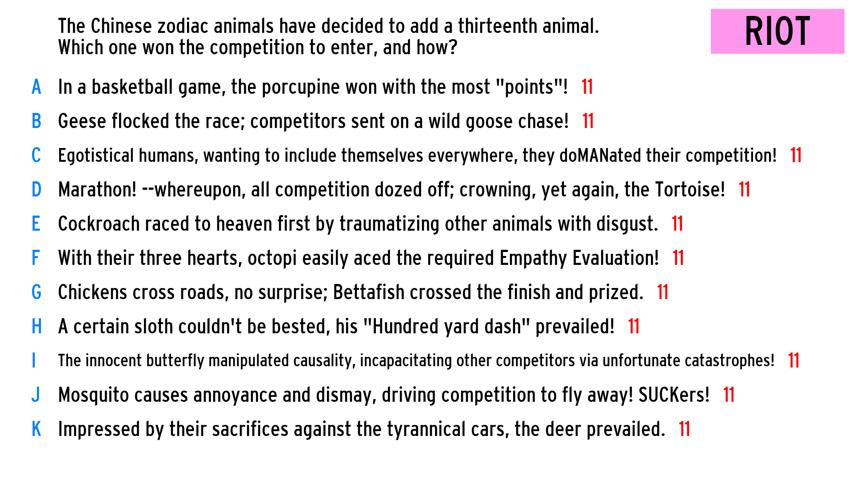 The Chinese zodiac animals have decided to add a thirteenth animal.
Which one won the competition to enter, and how?
RIOT
A In a basketball game, the porcupine won with the most "points"! 11
B Geese flocked the race; competitors sent on a wild goose chase! 11
C Egotistical humans, wanting to include themselves everywhere, they doMANated their competition! 11
D Marathon! --whereupon, all competition dozed off; crowning, yet again, the Tortoise! 11
E Cockroach raced to heaven first by traumatizing other animals with disgust. 11
F With their three hearts, octopi easily aced the required Empathy Evaluation! 11
G Chickens cross roads, no surprise; Bettafish crossed the finish and prized. 11
H A certain sloth couldn't be bested, his "Hundred yard dash" prevailed! 11
I The innocent butterfly manipulated causality, incapacitating other competitors via unfortunate catastrophes! 11
J Mosquito causes annoyance and dismay, driving competition to fly away! SUCKers! 11
K Impressed by their sacrifices against the tyrannical cars, the deer prevailed. 11